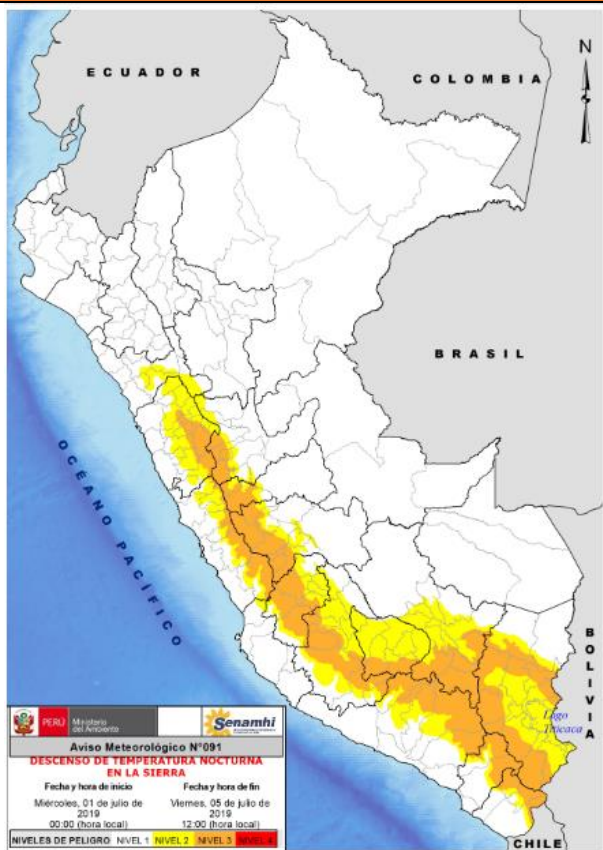 N
ECUADOR
COLOMBIA
BRASIL
OCÉANO PACÍFICO
BOLIVIA
Lago
Titicaca
CHILE
PERÚ Ministerio
del Ambiente
Senamhi
Aviso Meteorológico N°091
DESCENSO DE TEMPERATURA NOCTURNA
EN LA SIERRA
Fecha y hora de inicio Fecha y hora de fin
Miércoles, 01 de julio de Viernes, 05 de julio de
2019 2019
00:00 (hora local) 12:00 (hora local)
NIVELES DE PELIGRO NIVEL 1 NIVEL 2 NIVEL 3 NIVEL 4